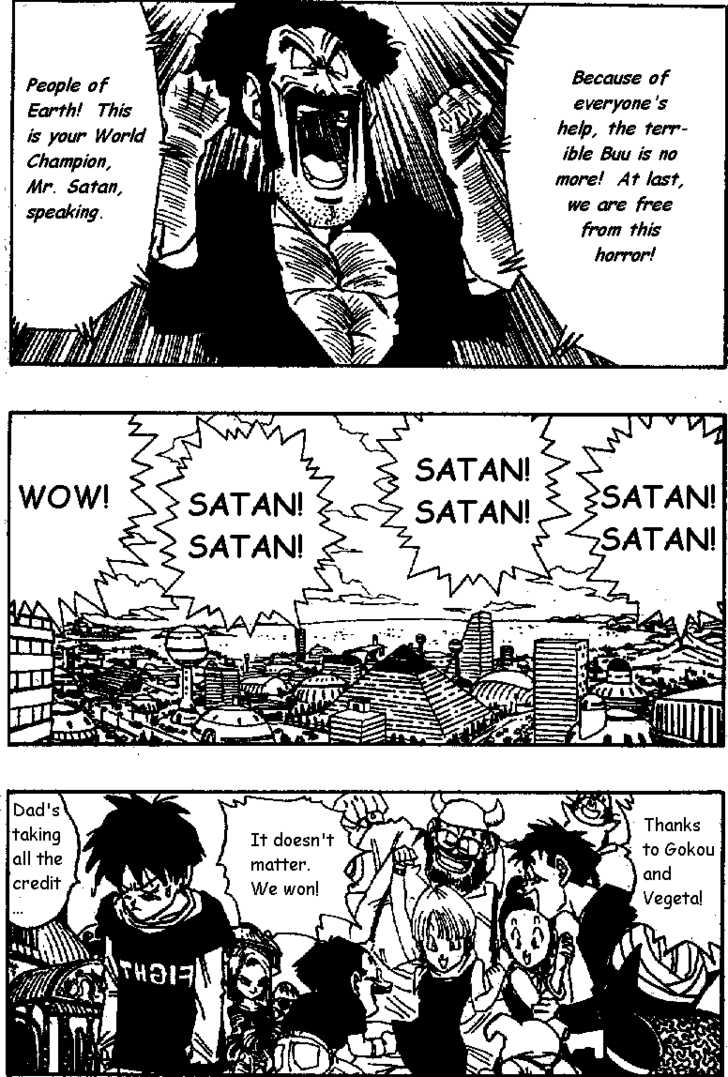 People of
Earth! This
is your World
Champion,
Mr. Satan,
speaking.
Because of
everyone's
help, the terr-
ible Buu is no
more! At last,
we are free
from this
horror!
WOW!
SATAN!
SATAN!
SATAN!
SATAN!
SATAN!
SATAN!
Dad's
taking
all the
credit
...
It doesn't
matter.
We won!
Thanks
to Gokou
and
Vegeta!
FIGHT